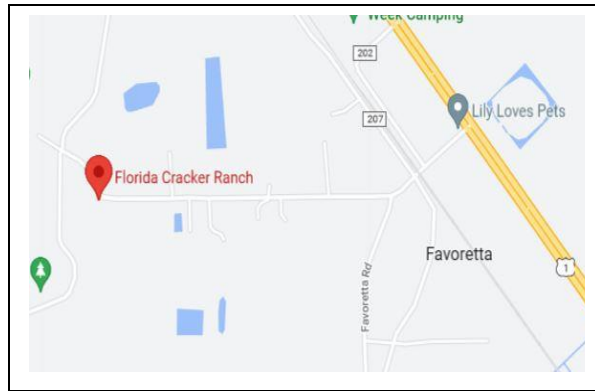 Week Camping
202
Lily Loves Pets
207
Florida Cracker Ranch
Favoretta
1
Favoretta Rd